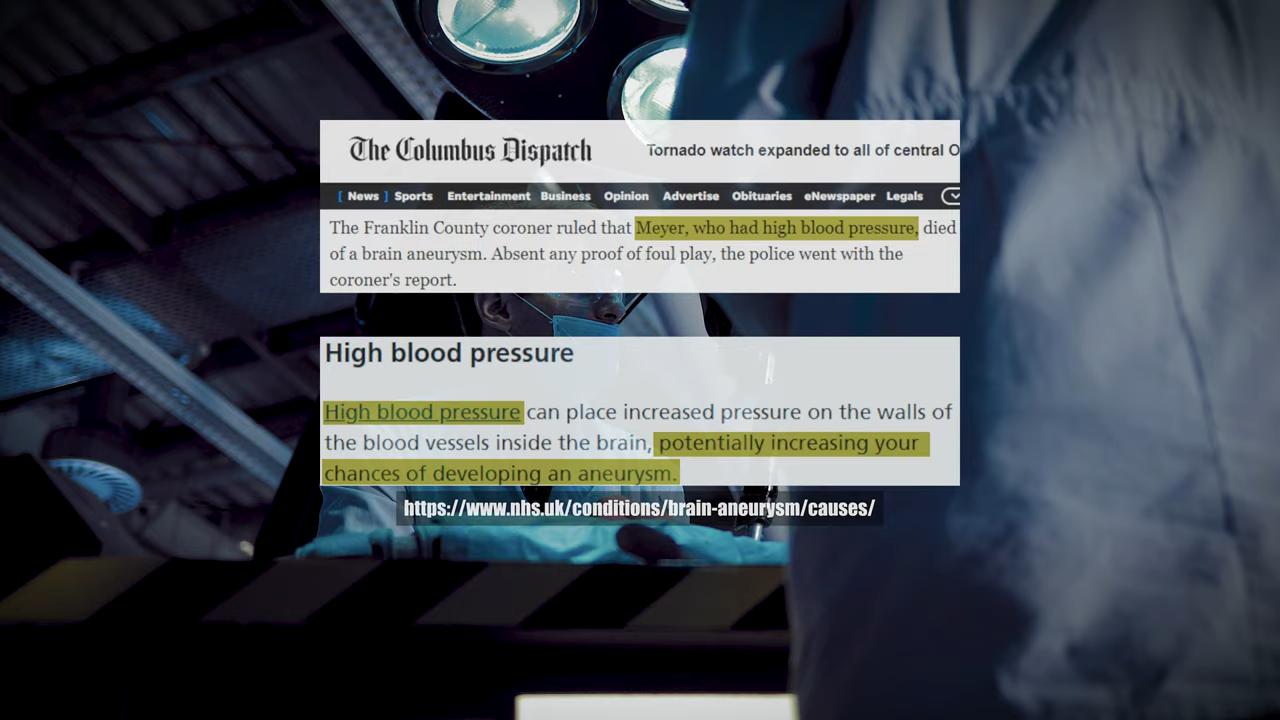 The Columbus Dispatch
Tornado watch expanded to all of central O
[ News ] Sports Entertainment Business Opinion Advertise Obituaries eNewspaper Legals
The Franklin County coroner ruled that Meyer, who had high blood pressure, died
of a brain aneurysm. Absent any proof of foul play, the police went with the
coroner's report.
High blood pressure
High blood pressure can place increased pressure on the walls of
the blood vessels inside the brain, potentially increasing your
chances of developing an aneurysm.
https://www.nhs.uk/conditions/brain-aneurysm/causes/